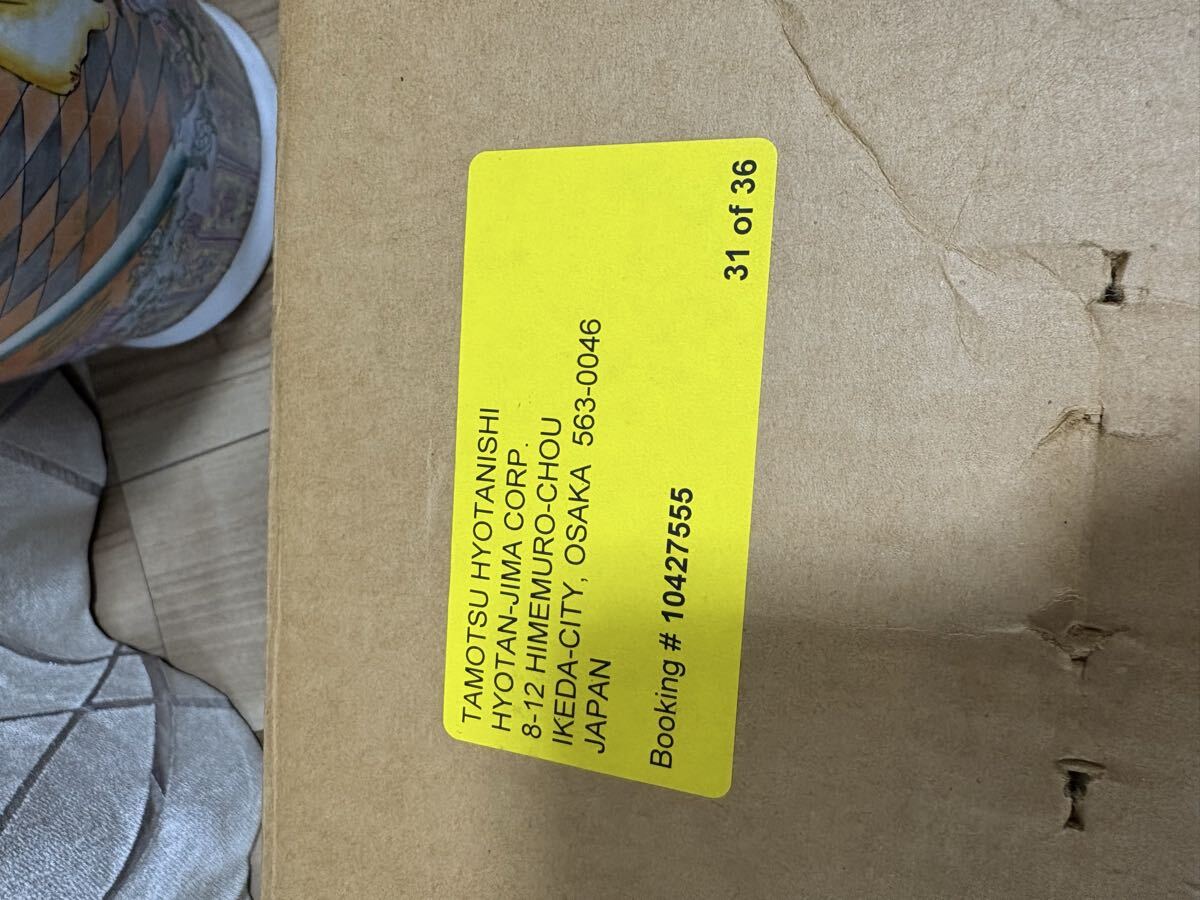 TAMOTSU HYOTANISHI
HYOTAN-JIMA CORP.
8-12 HIMEMURO-CHOU
IKEDA-CITY, OSAKA 563-0046
JAPAN
Booking # 10427555
31 of 36